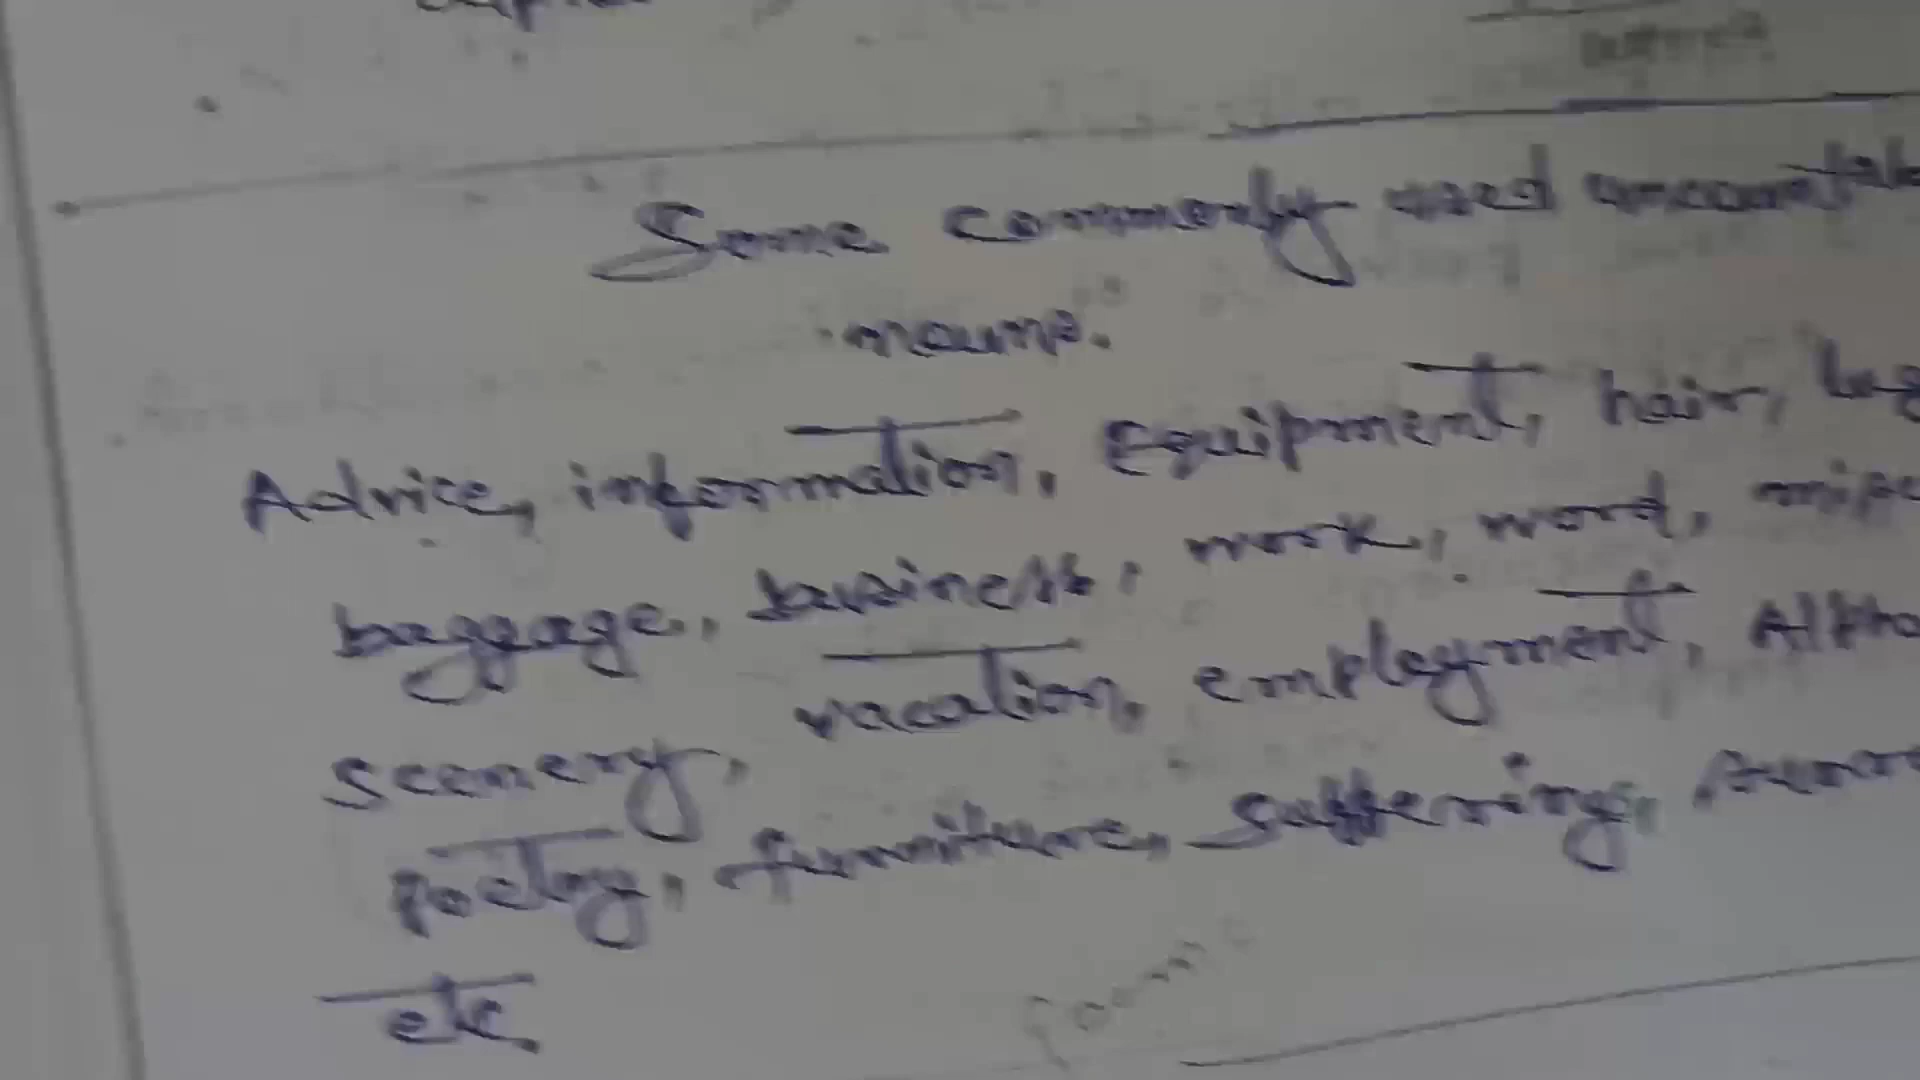 Some commonly used uncountable
nouns.
Advice, information, Equipment, hair,
baggage, business, work, word,
scenery, vacation, employment,
poetry, furniture, suffering,
etc